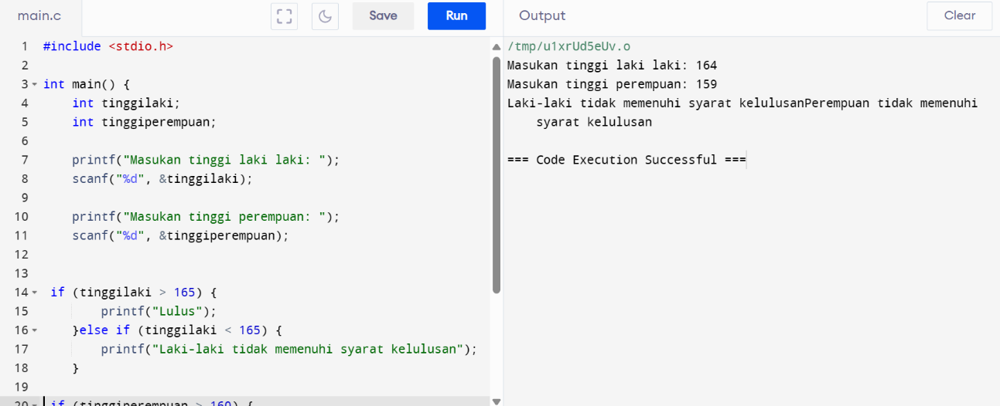 main.c
Save
Run
Output
Clear
1 #include <stdio.h>
2
3 int main() {
4 int tinggilaki;
5 int tinggiperempuan;
6
7 printf("Masukan tinggi laki laki: ");
8 scanf("%d", &tinggilaki);
9
10 printf("Masukan tinggi perempuan: ");
11 scanf("%d", &tinggiperempuan);
12
13
14 if (tinggilaki > 165) {
15 printf("Lulus");
16 }else if (tinggilaki < 165) {
17 printf("Laki-laki tidak memenuhi syarat kelulusan");
18 }
19
20 if (tinggiperempuan > 160) {
/tmp/u1xrUd5eUv.o
Masukan tinggi laki laki: 164
Masukan tinggi perempuan: 159
Laki-laki tidak memenuhi syarat kelulusanPerempuan tidak memenuhi
syarat kelulusan
=== Code Execution Successful ===